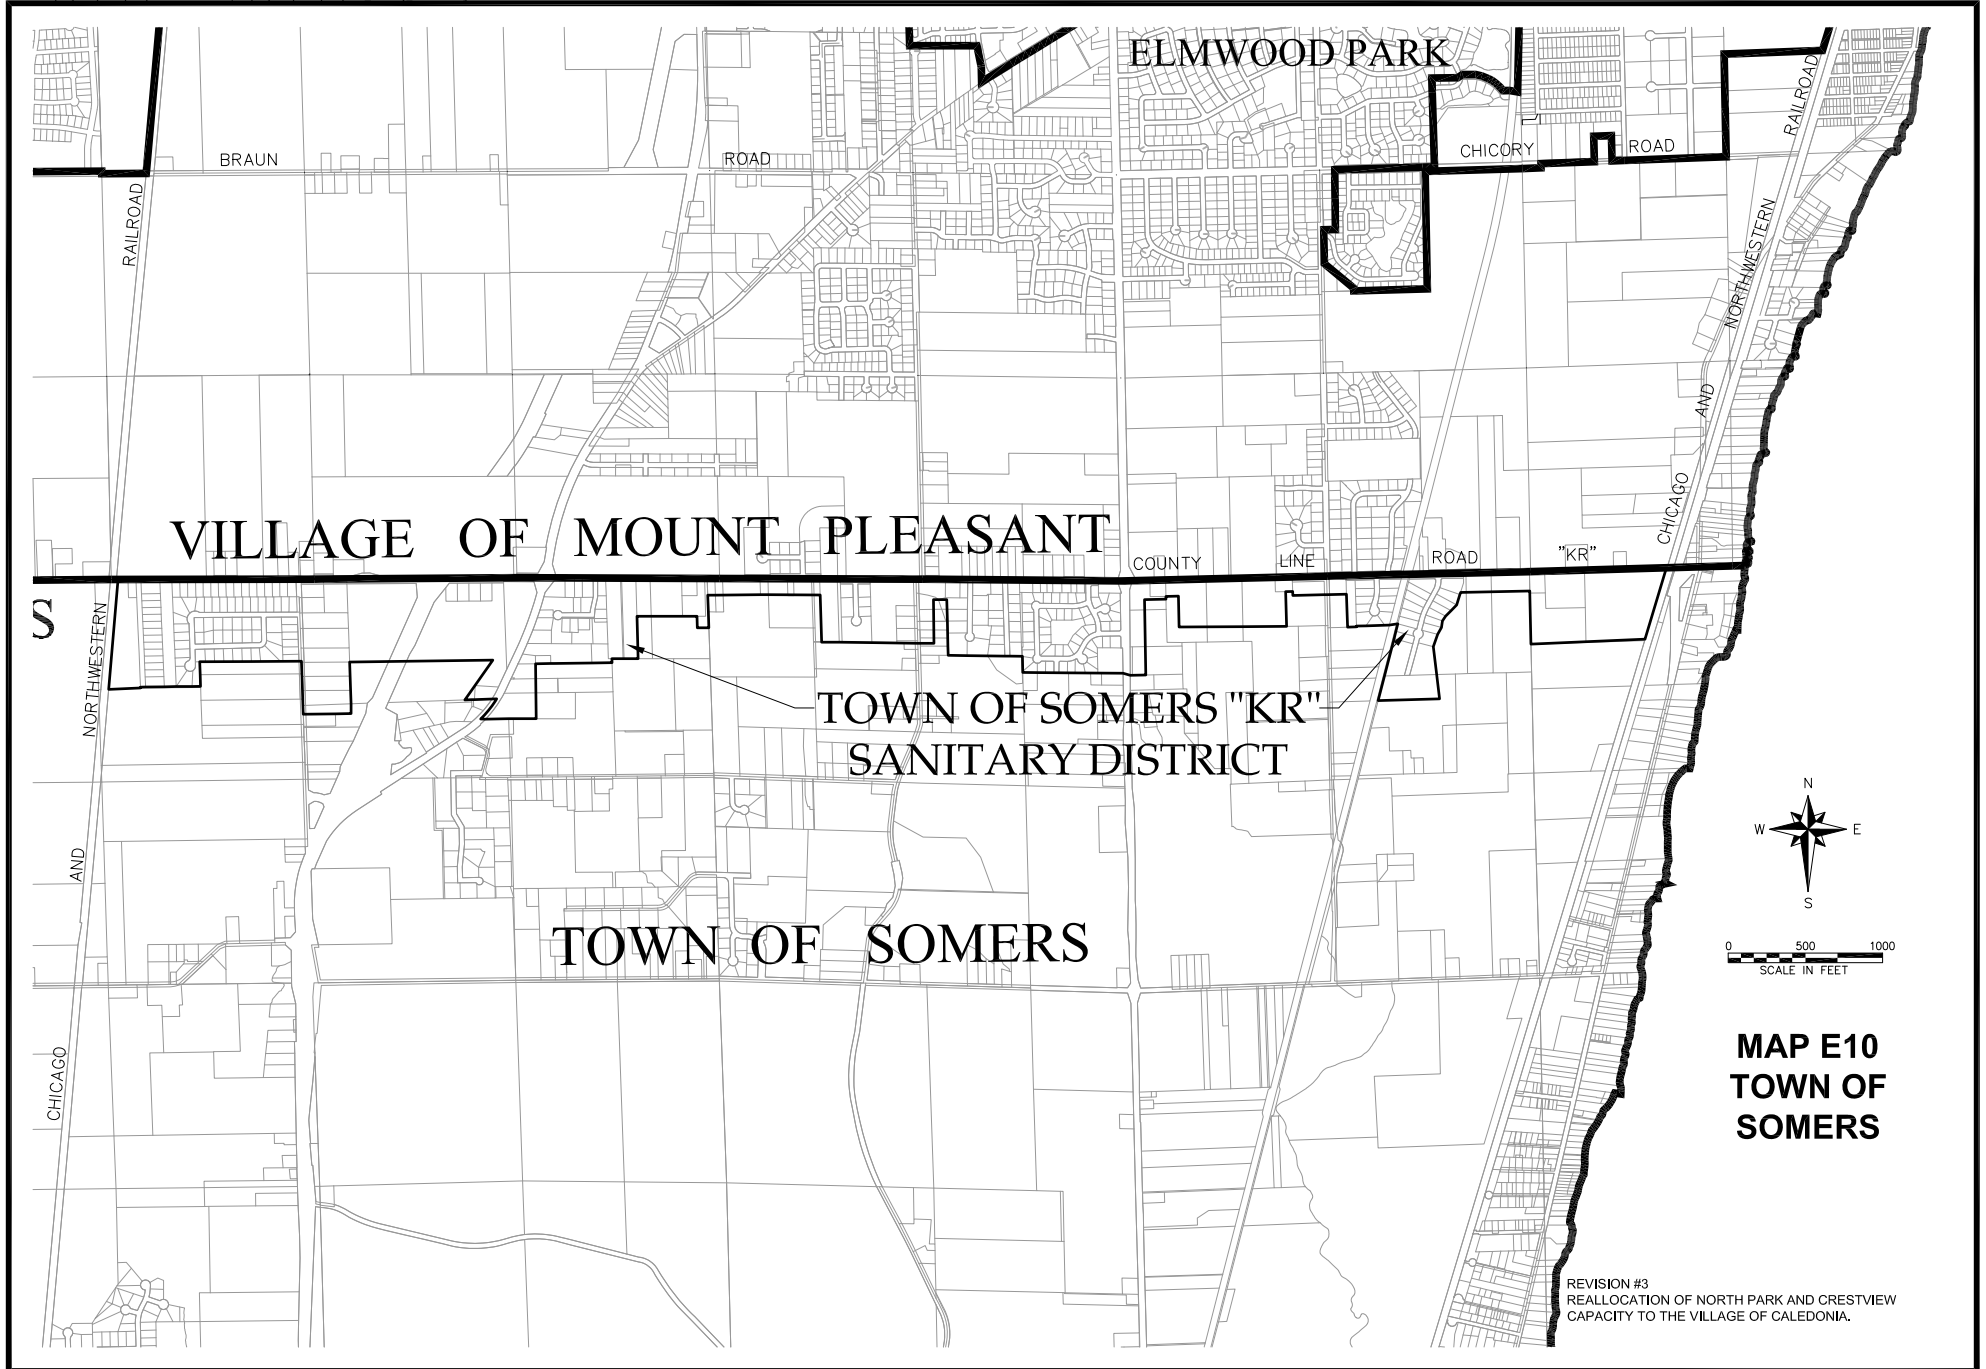 ELMWOOD PARK
BRAUN ROAD
CHICORY ROAD
RAILROAD
RAILROAD
NORTHWESTERN
AND
CHICAGO
VILLAGE OF MOUNT PLEASANT
COUNTY LINE ROAD "KR"
S
NORTHWESTERN
TOWN OF SOMERS "KR"
SANITARY DISTRICT
AND
TOWN OF SOMERS
CHICAGO
N
W E
S
0 500 1000
SCALE IN FEET
MAP E10
TOWN OF
SOMERS
REVISION #3
REALLOCATION OF NORTH PARK AND CRESTVIEW
CAPACITY TO THE VILLAGE OF CALEDONIA.